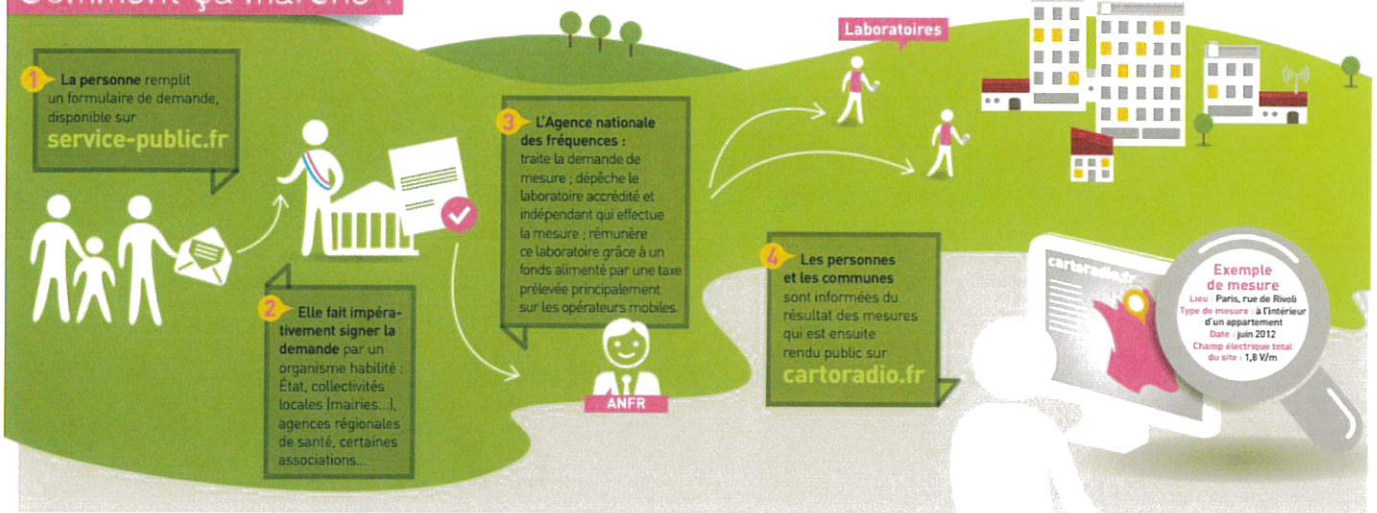 Comment ça marche ?
1 La personne remplit
un formulaire de demande,
disponible sur
service-public.fr
2 Elle fait impéra-
tivement signer la
demande par un
organisme habilité :
État, collectivités
locales (mairies...),
agences régionales
de santé, certaines
associations...
3 L'Agence nationale
des fréquences :
traite la demande de
mesure ; dépêche le
laboratoire accrédité et
indépendant qui effectue
la mesure ; rémunère
ce laboratoire grâce à un
fonds alimenté par une taxe
prélevée principalement
sur les opérateurs mobiles.
ANFR
Laboratoires
4 Les personnes
et les communes
sont informées du
résultat des mesures
qui est ensuite
rendu public sur
cartoradio.fr
cartoradio.fr
Exemple
de mesure
Lieu : Paris, rue de Rivoli
Type de mesure : à l'intérieur
d'un appartement
Date : juin 2012
Champ électrique total
du site : 1,8 V/m